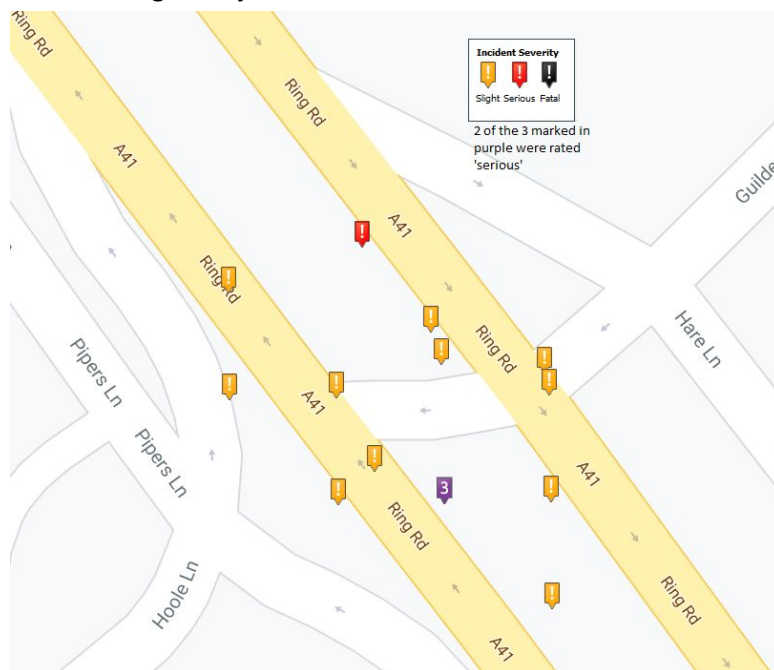 Ring Rd
Ring Rd
A41
A41
Ring Rd
Incident Severity
! ! !
Slight Serious Fatal
2 of the 3 marked in
purple were rated
'serious'
Guilde
!
!
!
!
!
!
!
!
!
!
!
!
3
Ring Rd
Hare Ln
Pipers Ln
Pipers Ln
A41
A41
Ring Rd
Hoole Ln
Ring Rd
A41